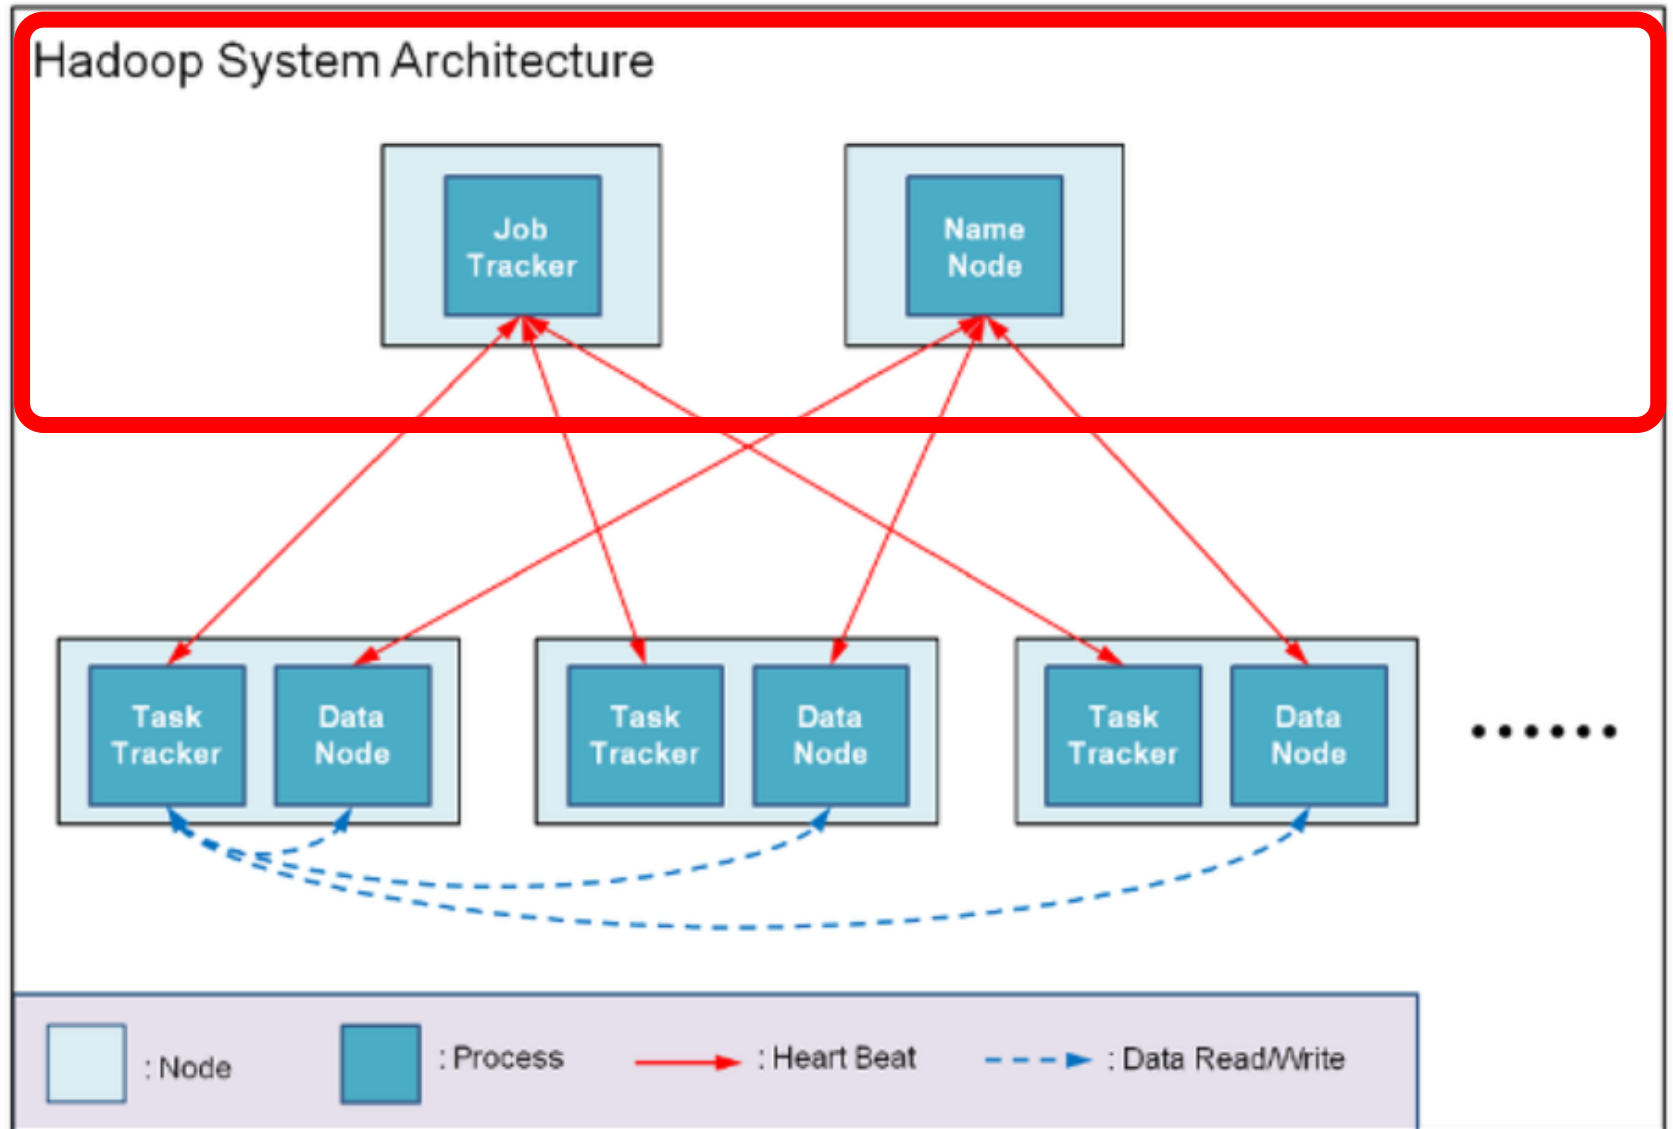 Hadoop System Architecture
Job
Tracker
Name
Node
Task
Tracker
Data
Node
Task
Tracker
Data
Node
Task
Tracker
Data
Node
: Node
: Process
: Heart Beat
: Data Read/Write